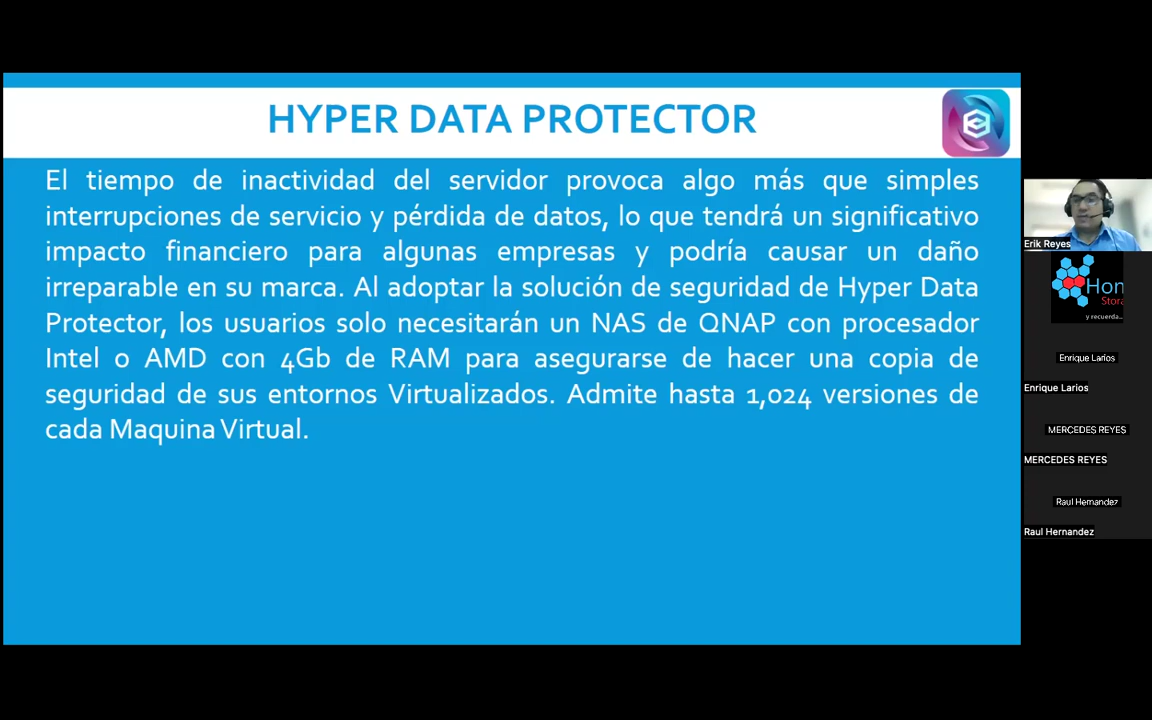 HYPER DATA PROTECTOR
El tiempo de inactividad del servidor provoca algo más que simples
interrupciones de servicio y pérdida de datos, lo que tendrá un significativo
impacto financiero para algunas empresas y podría causar un daño
irreparable en su marca. Al adoptar la solución de seguridad de Hyper Data
Protector, los usuarios solo necesitarán un NAS de QNAP con procesador
Intel o AMD con 4Gb de RAM para asegurarse de hacer una copia de
seguridad de sus entornos Virtualizados. Admite hasta 1,024 versiones de
cada Maquina Virtual.
Erik Reyes
Hon
Stora
y recuerda...
Enrique Larios
Enrique Larios
MERCEDES REYES
MERCEDES REYES
Raul Hernandez
Raul Hernandez